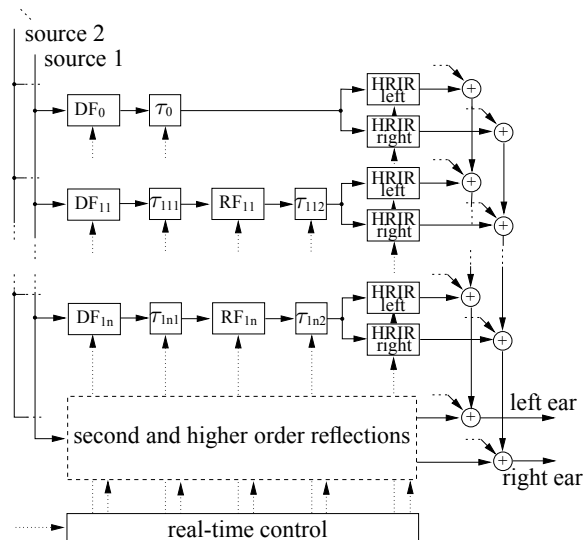 source 2
source 1
DF₀
τ₀
HRIR
left
+
HRIR
right
+
DF₁₁
τ₁₁₁
RF₁₁
τ₁₁₂
HRIR
left
+
HRIR
right
+
DF₁ₙ
τ₁ₙ₁
RF₁ₙ
τ₁ₙ₂
HRIR
left
+
HRIR
right
+
left ear
+
second and higher order reflections
+
right ear
real-time control